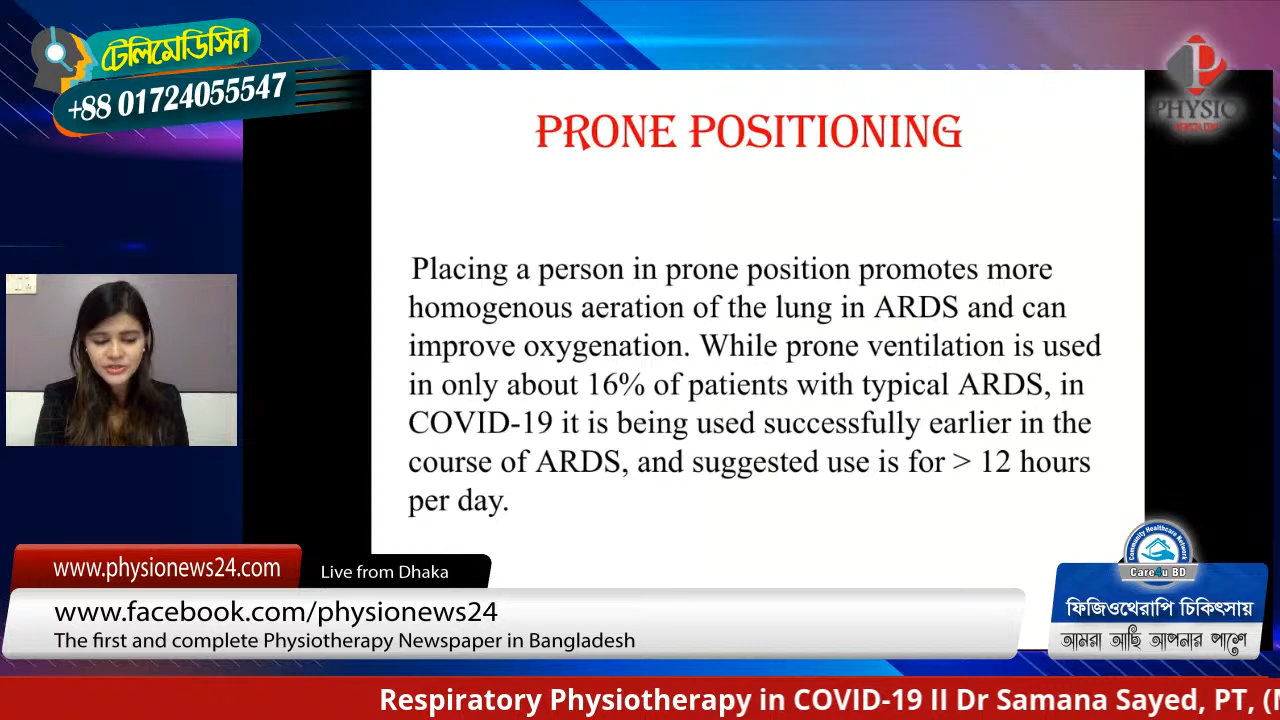 টেলিমেডিসিন
+88 01724055547
PHYSIO
PRONE POSITIONING
Placing a person in prone position promotes more
homogenous aeration of the lung in ARDS and can
improve oxygenation. While prone ventilation is used
in only about 16% of patients with typical ARDS, in
COVID-19 it is being used successfully earlier in the
course of ARDS, and suggested use is for > 12 hours
per day.
www.physionews24.com
Live from Dhaka
www.facebook.com/physionews24
The first and complete Physiotherapy Newspaper in Bangladesh
Community Healthcare Network
Care4u BD
ফিজিওথেরাপি চিকিৎসায়
আমরা আছি আপনার পাশে
Respiratory Physiotherapy in COVID-19 II Dr Samana Sayed, PT, (